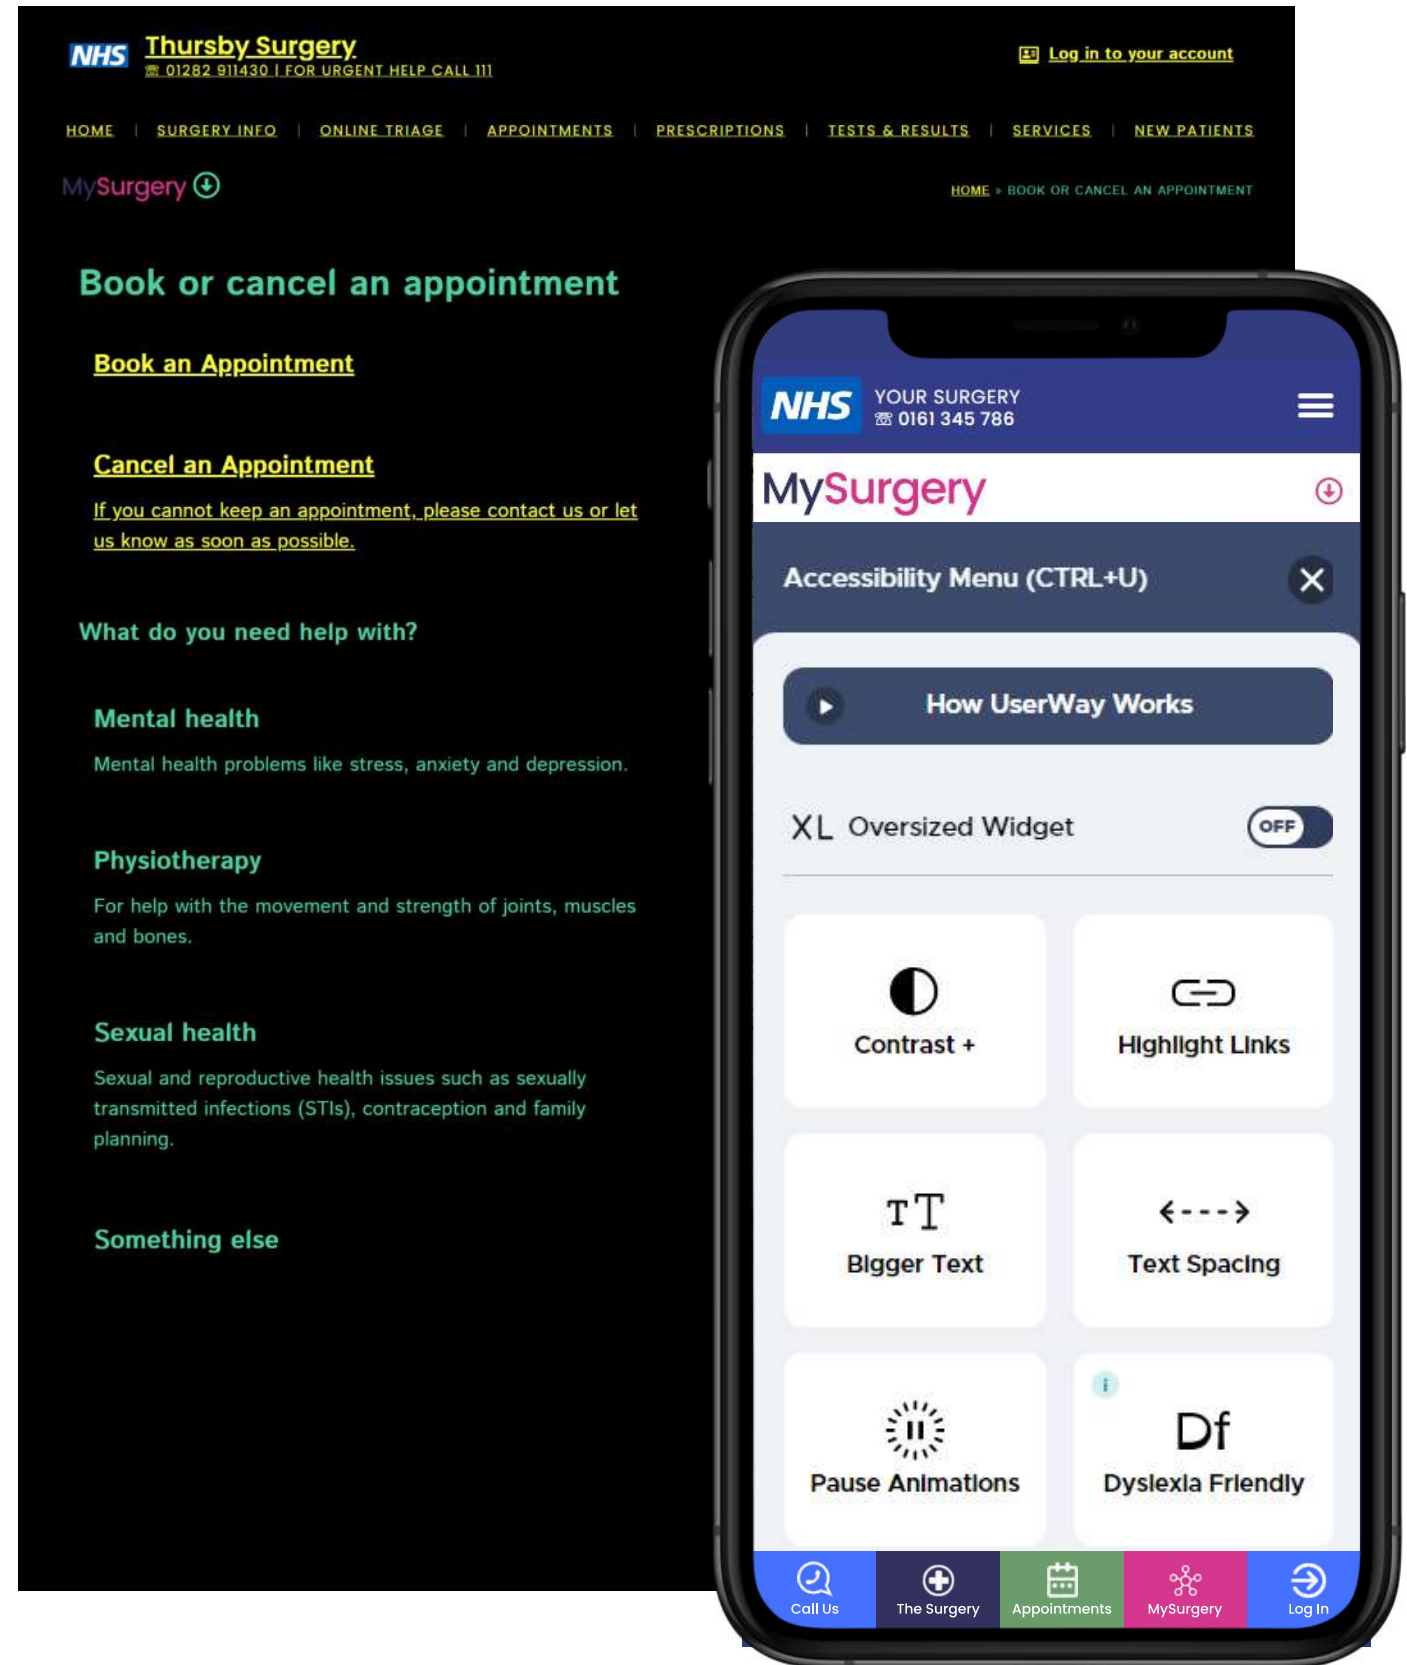 NHS
Thursby Surgery
☏ 01282 911430 | FOR URGENT HELP CALL 111
Log in to your account
HOME | SURGERY INFO | ONLINE TRIAGE | APPOINTMENTS | PRESCRIPTIONS | TESTS & RESULTS | SERVICES | NEW PATIENTS
MySurgery
HOME » BOOK OR CANCEL AN APPOINTMENT
Book or cancel an appointment
Book an Appointment
Cancel an Appointment
If you cannot keep an appointment, please contact us or let
us know as soon as possible.
What do you need help with?
Mental health
Mental health problems like stress, anxiety and depression.
Physiotherapy
For help with the movement and strength of joints, muscles
and bones.
Sexual health
Sexual and reproductive health issues such as sexually
transmitted infections (STIs), contraception and family
planning.
Something else
NHS
YOUR SURGERY
☏ 0161 345 786
MySurgery
Accessibility Menu (CTRL+U)
How UserWay Works
XL Oversized Widget
OFF
Contrast +
Highlight Links
TT
Bigger Text
Text Spacing
Pause Animations
i
Df
Dyslexia Friendly
Call Us
The Surgery
Appointments
MySurgery
Log In